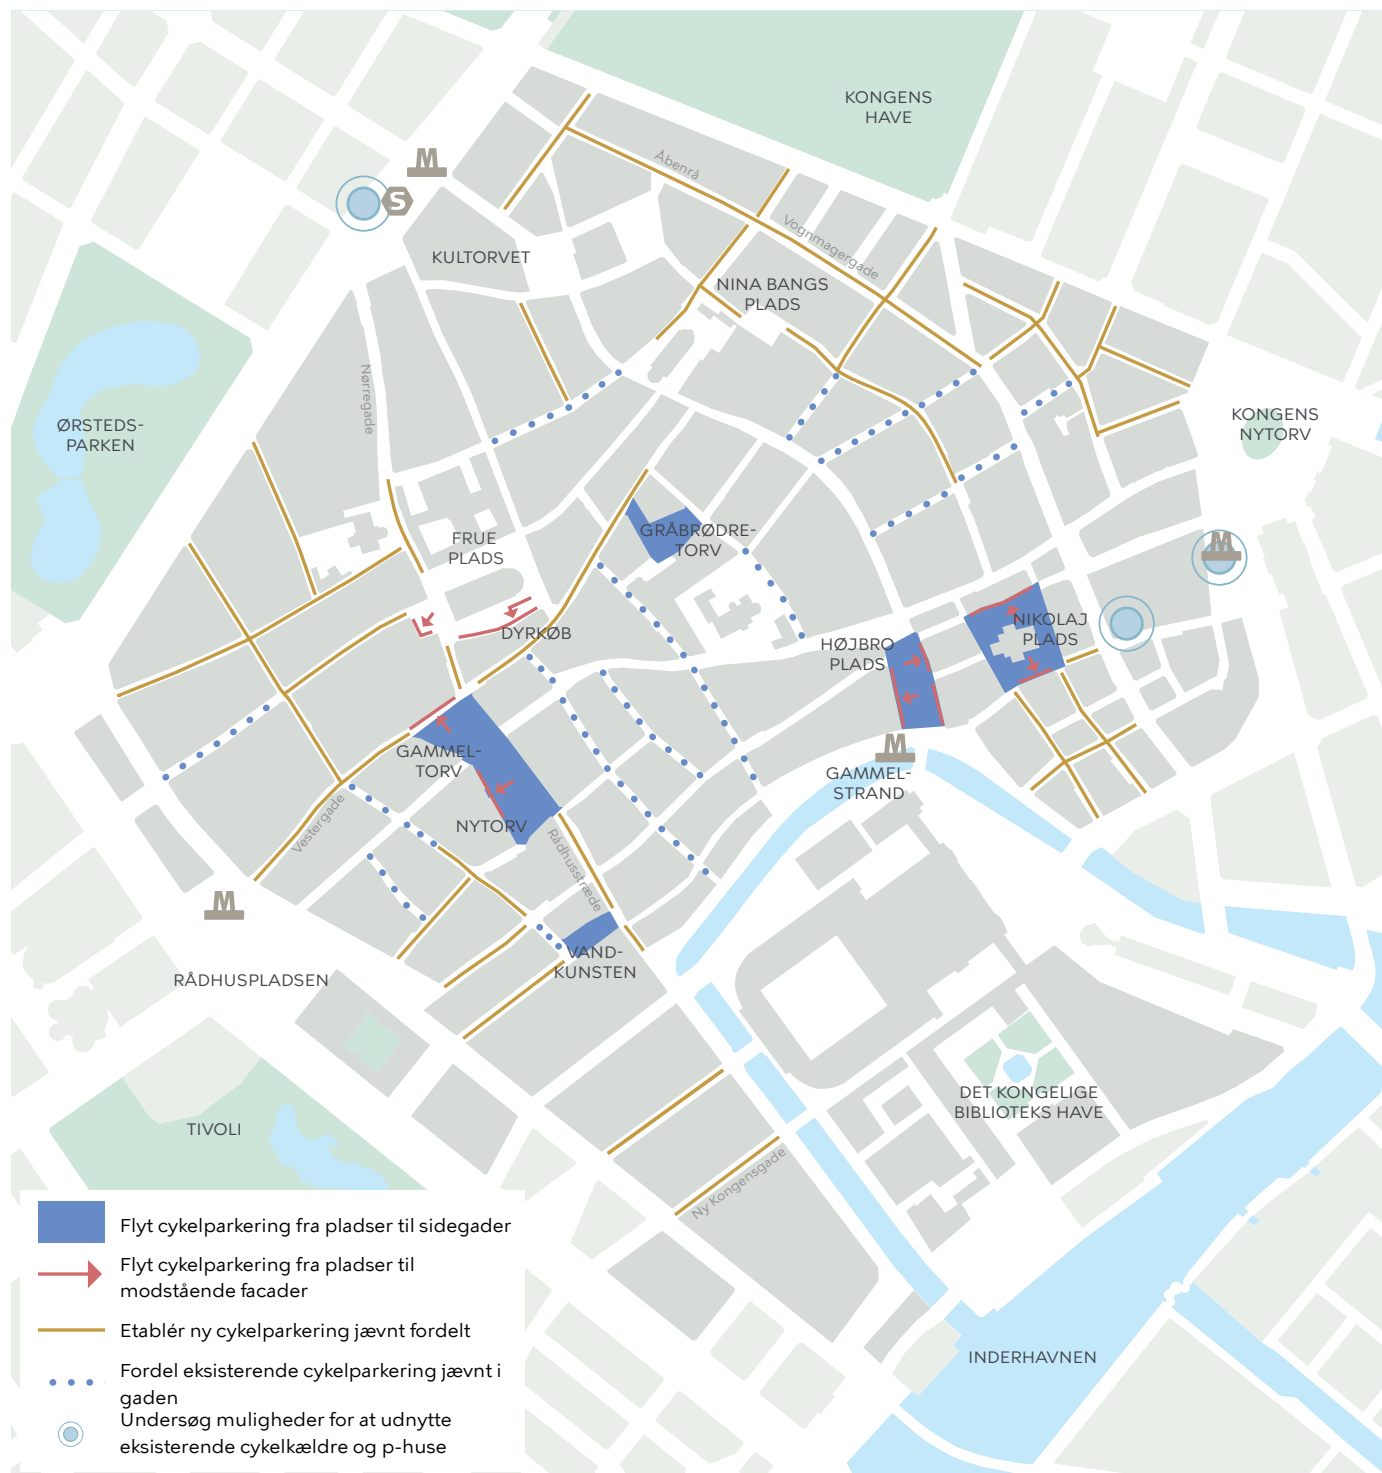 KONGENS
HAVE
Åbenrå
M
S
Vognmagergade
KULTORVET
NINA BANGS
PLADS
Nørregade
ØRSTEDS-
PARKEN
KONGENS
NYTORV
FRUE
PLADS
GRÅBRØDRE-
TORV
M
DYRKØB
HØJBRO
PLADS
NIKOLAJ
PLADS
GAMMEL-
TORV
M
GAMMEL-
STRAND
Vestergade
NYTORV
Rådhusstræde
M
VAND-
KUNSTEN
RÅDHUSPLADSEN
DET KONGELIGE
BIBLIOTEKS HAVE
TIVOLI
Ny Kongensgade
INDERHAVNEN
Flyt cykelparkering fra pladser til sidegader
Flyt cykelparkering fra pladser til
modstående facader
Etablér ny cykelparkering jævnt fordelt
Fordel eksisterende cykelparkering jævnt i
gaden
Undersøg muligheder for at udnytte
eksisterende cykelkældre og p-huse